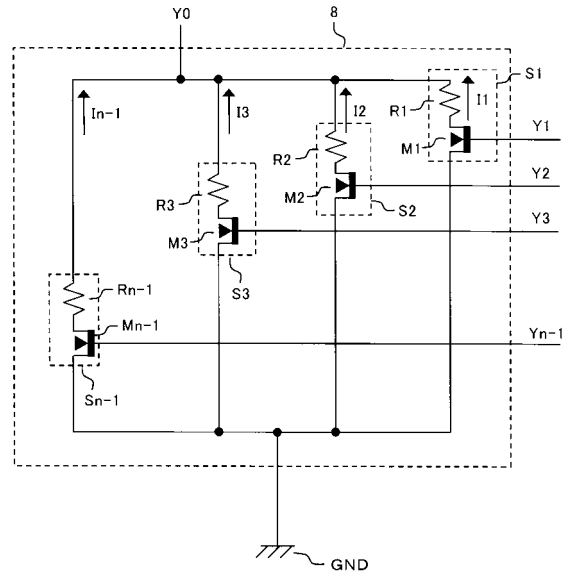 Y0
8
S1
In-1
I3
I2
I1
R1
Y1
M1
R2
Y2
R3
M2
S2
Y3
M3
S3
Rn-1
Mn-1
Yn-1
Sn-1
GND